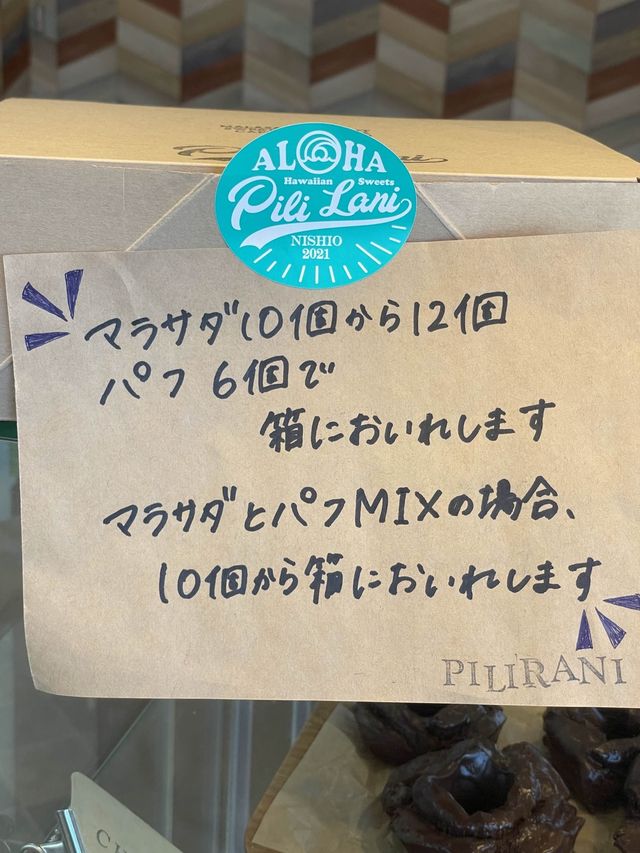 ALOHA
Hawaiian Sweets
Pili Lani
NISHIO
2021
マラサダ10個から12個
パフ 6個で
箱においれします
マラサダとパフMIXの場合、
10個から箱においれします
PILIRANI